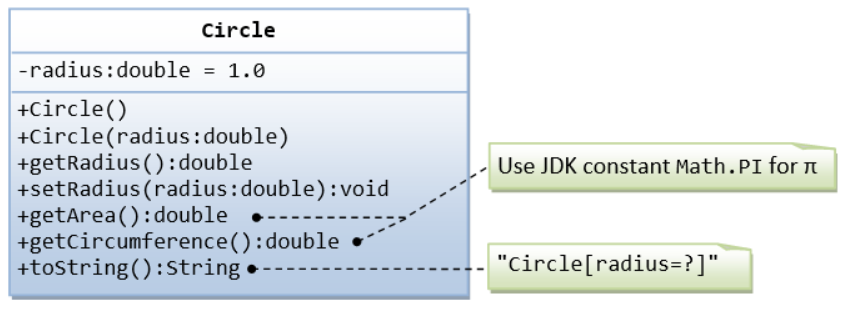 Circle
-radius:double = 1.0
+Circle()
+Circle(radius:double)
+getRadius():double
+setRadius(radius:double):void
+getArea():double
+getCircumference():double
+toString():String
Use JDK constant Math.PI for π
"Circle[radius=?]"